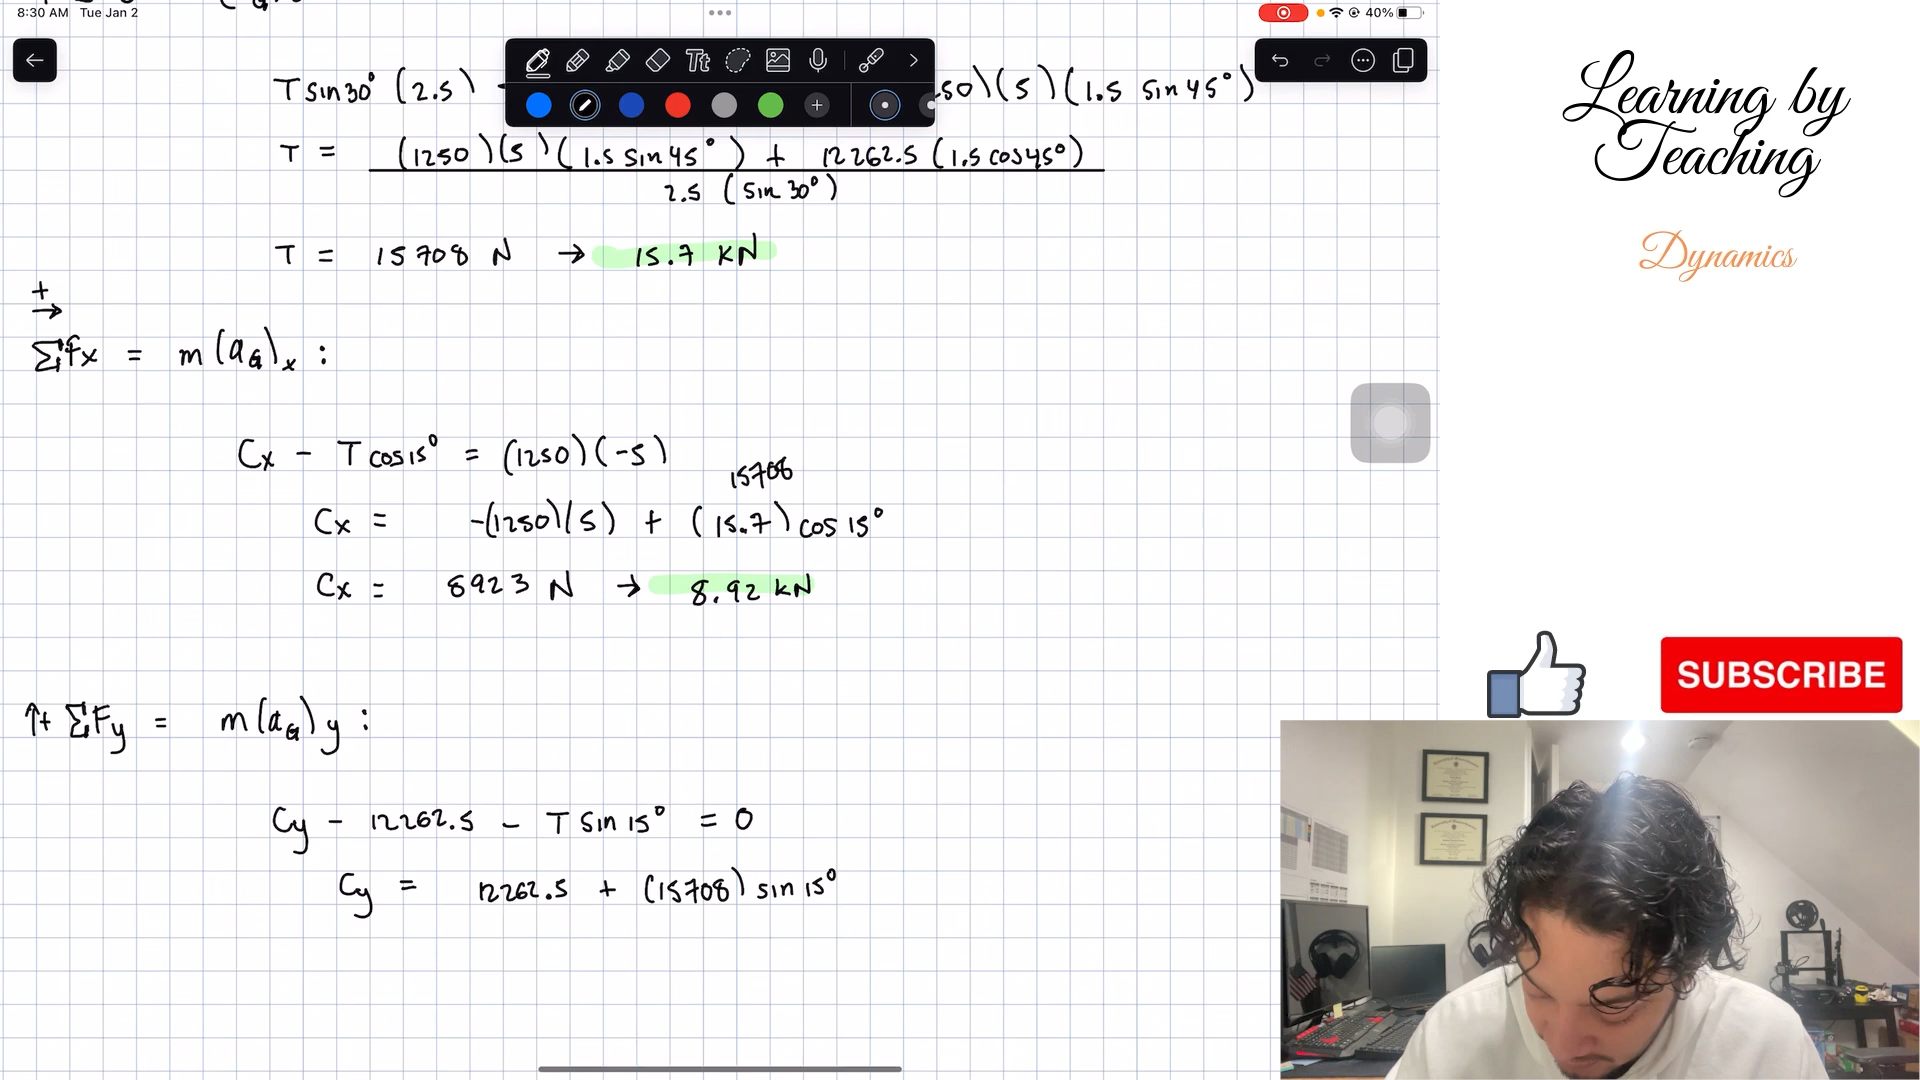 8:30 AM Tue Jan 2
40%
T sin 30° (2.5) - 50)(5)(1.5 sin 45°)
Tt
T = (1250)(5)(1.5 sin 45°) + 12262.5 (1.5 cos 45°)
2.5 (sin 30°)
T = 15708 N → 15.7 KN
+
→
ΣFx = m(aG)x :
Cx - T cos 15° = (1250)(-5)
15708
Cx = -(1250)(5) + (15.7) cos 15°
Cx = 8923 N → 8.92 kN
↑+ ΣFy = m(aG)y :
Cy - 12262.5 - T sin 15° = 0
Cy = 12262.5 + (15708) sin 15°
Learning by
Teaching
Dynamics
SUBSCRIBE